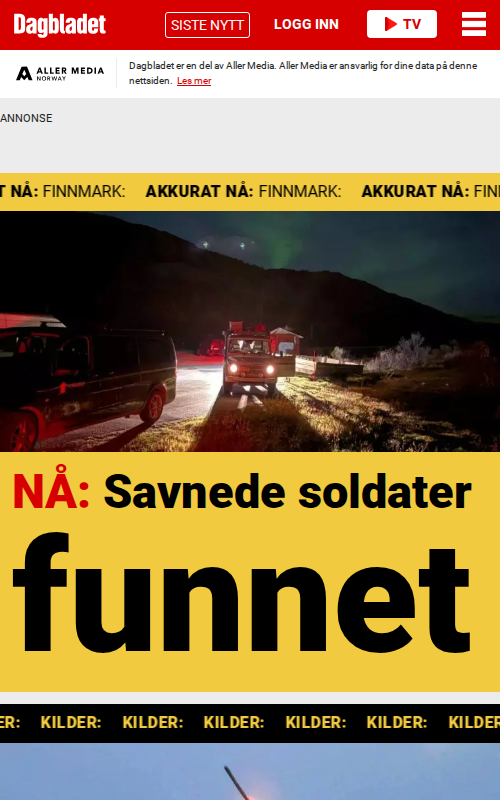 Dagbladet
SISTE NYTT
LOGG INN
TV
ALLER MEDIA
NORWAY
Dagbladet er en del av Aller Media. Aller Media er ansvarlig for dine data på denne
nettsiden. Les mer
ANNONSE
T NÅ: FINNMARK: AKKURAT NÅ: FINNMARK: AKKURAT NÅ: FIN
NÅ: Savnede soldater
funnet
ER: KILDER: KILDER: KILDER: KILDER: KILDER: KILDER